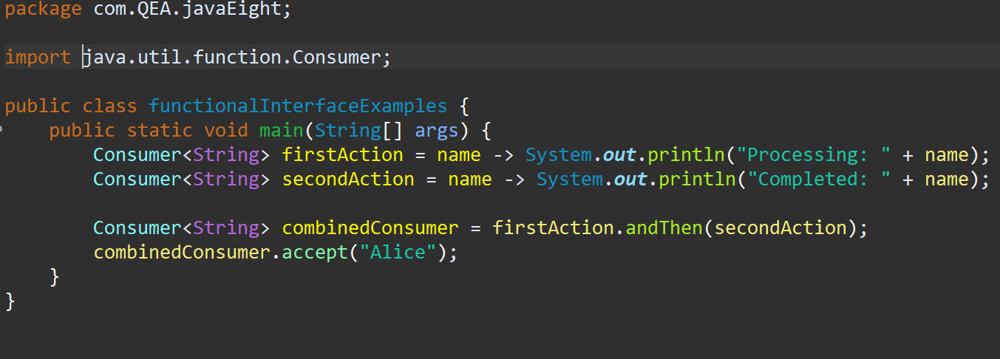 package com.QEA.javaEight;
import java.util.function.Consumer;
public class functionalInterfaceExamples {
public static void main(String[] args) {
Consumer<String> firstAction = name -> System.out.println("Processing: " + name);
Consumer<String> secondAction = name -> System.out.println("Completed: " + name);
Consumer<String> combinedConsumer = firstAction.andThen(secondAction);
combinedConsumer.accept("Alice");
}
}